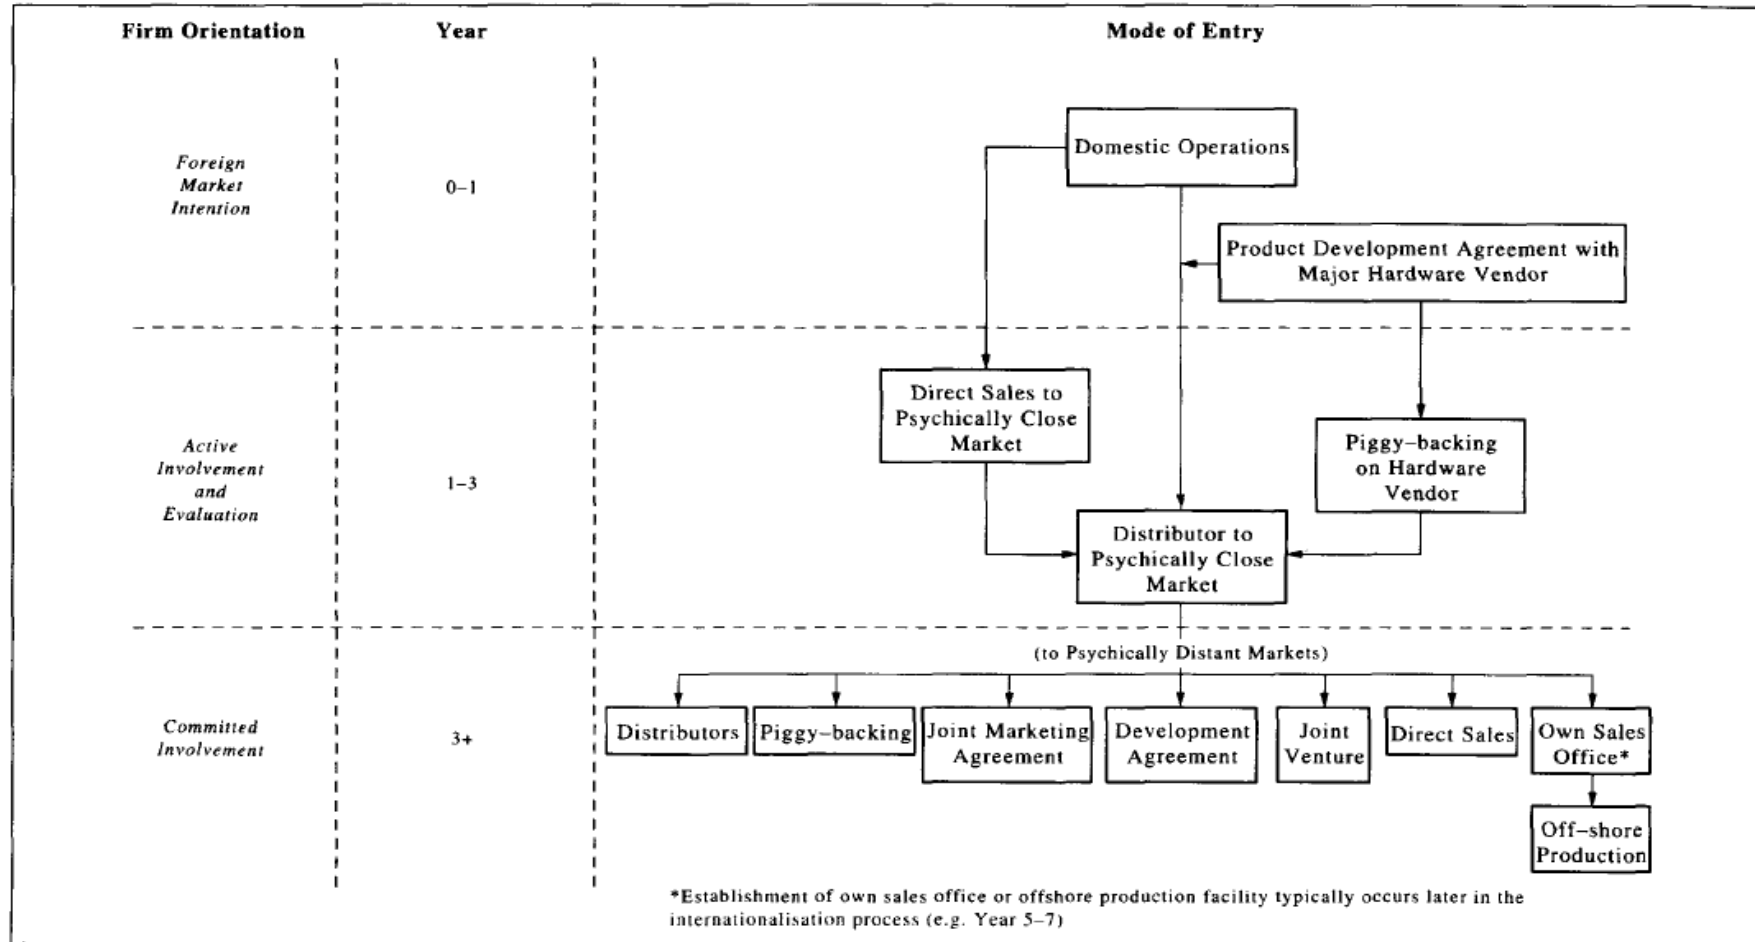 Firm Orientation
Year
Mode of Entry
Foreign
Market
Intention
0–1
Domestic Operations
Product Development Agreement with
Major Hardware Vendor
Active
Involvement
and
Evaluation
1–3
Direct Sales to
Psychically Close
Market
Piggy–backing
on Hardware
Vendor
Distributor to
Psychically Close
Market
Committed
Involvement
3+
(to Psychically Distant Markets)
Distributors
Piggy–backing
Joint Marketing
Agreement
Development
Agreement
Joint
Venture
Direct Sales
Own Sales
Office*
Off–shore
Production
*Establishment of own sales office or offshore production facility typically occurs later in the
internationalisation process (e.g. Year 5–7)